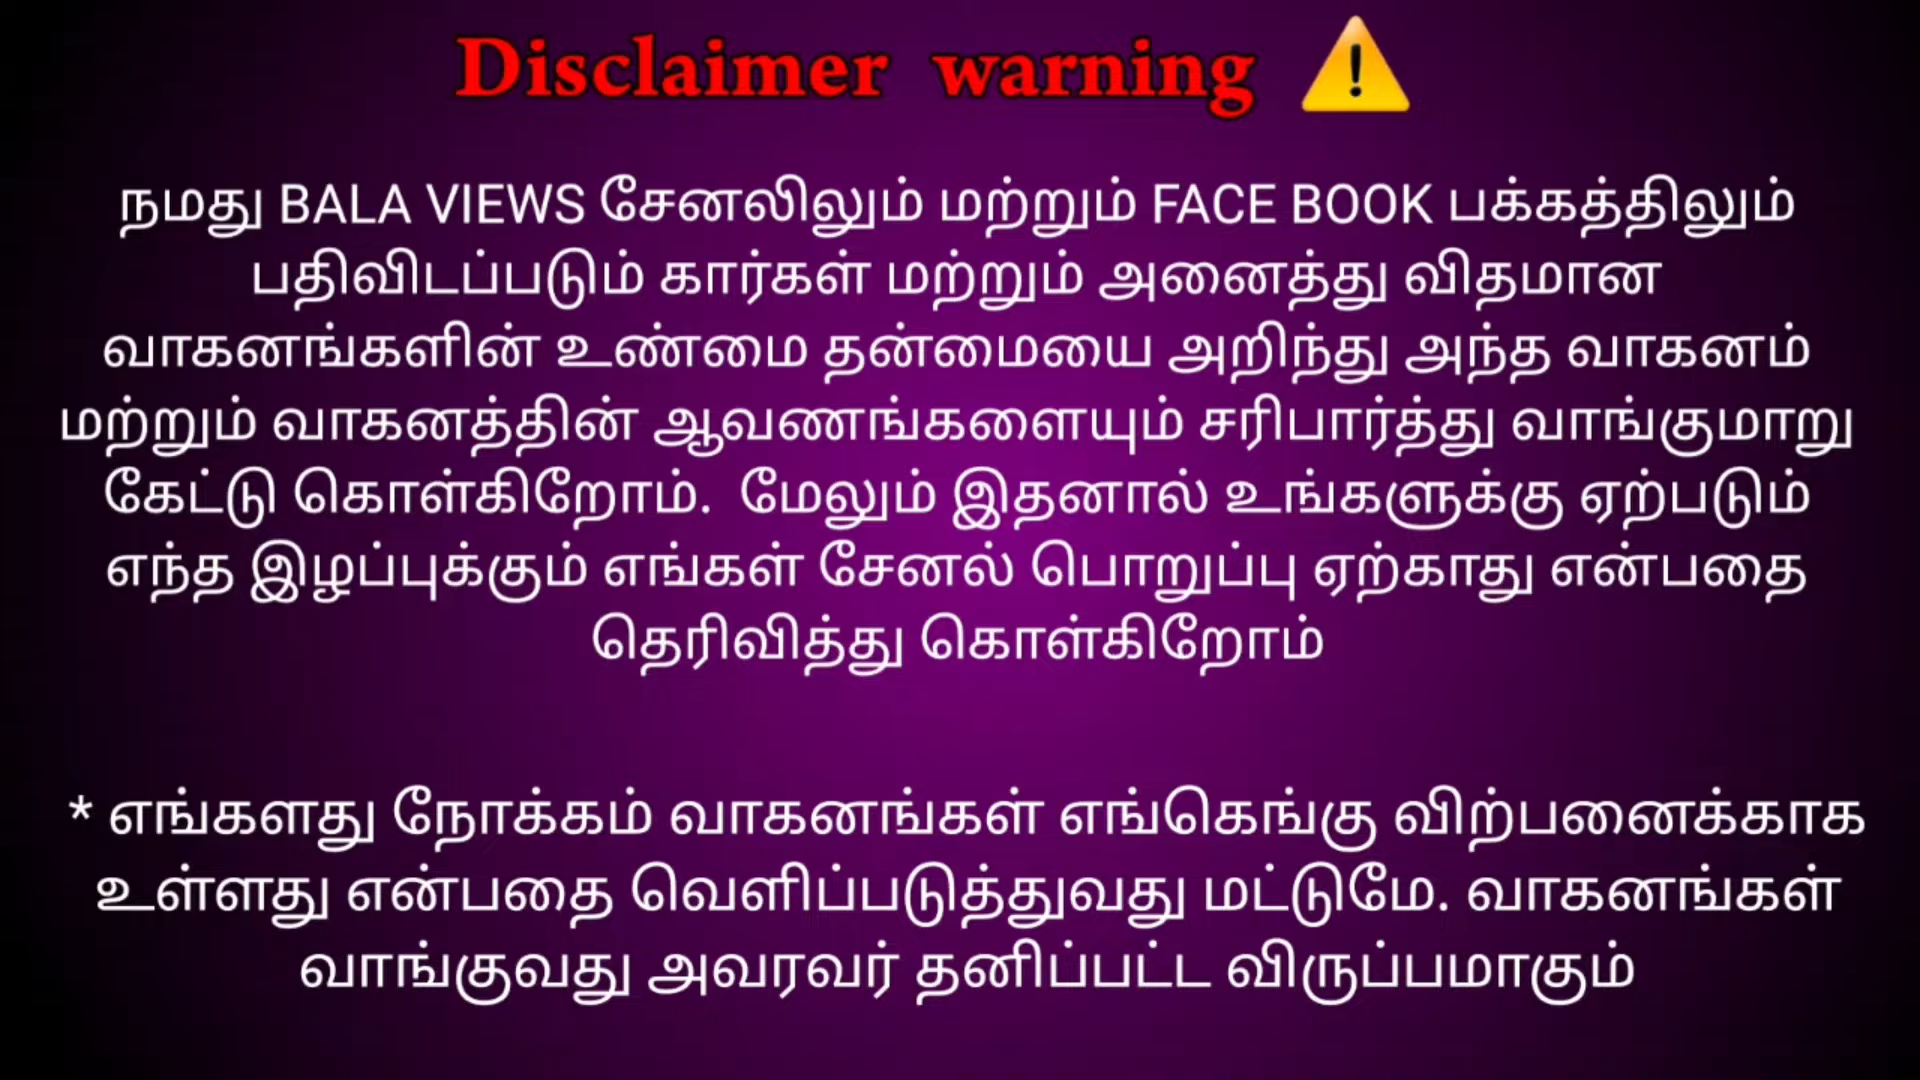 Disclaimer warning ⚠️
நமது BALA VIEWS சேனலிலும் மற்றும் FACE BOOK பக்கத்திலும்
பதிவிடப்படும் கார்கள் மற்றும் அனைத்து விதமான
வாகனங்களின் உண்மை தன்மையை அறிந்து அந்த வாகனம்
மற்றும் வாகனத்தின் ஆவணங்களையும் சரிபார்த்து வாங்குமாறு
கேட்டு கொள்கிறோம். மேலும் இதனால் உங்களுக்கு ஏற்படும்
எந்த இழப்புக்கும் எங்கள் சேனல் பொறுப்பு ஏற்காது என்பதை
தெரிவித்து கொள்கிறோம்
* எங்களது நோக்கம் வாகனங்கள் எங்கெங்கு விற்பனைக்காக
உள்ளது என்பதை வெளிப்படுத்துவது மட்டுமே. வாகனங்கள்
வாங்குவது அவரவர் தனிப்பட்ட விருப்பமாகும்